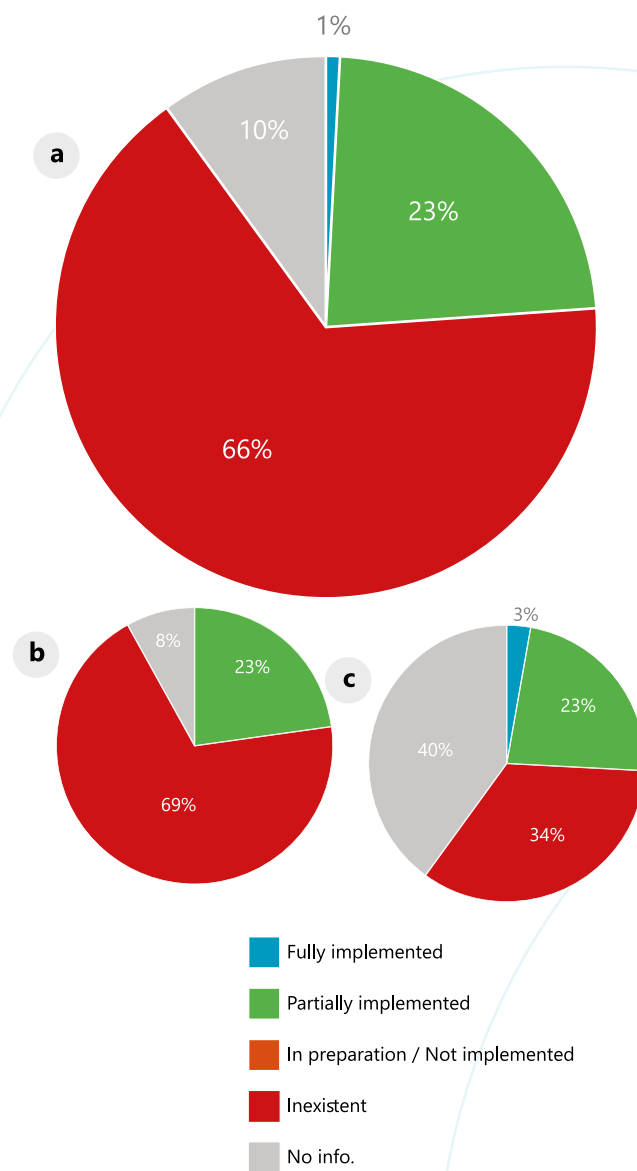 1%
10%
a
23%
66%
b
8%
23%
69%
c
3%
23%
40%
34%
Fully implemented
Partially implemented
In preparation / Not implemented
Inexistent
No info.